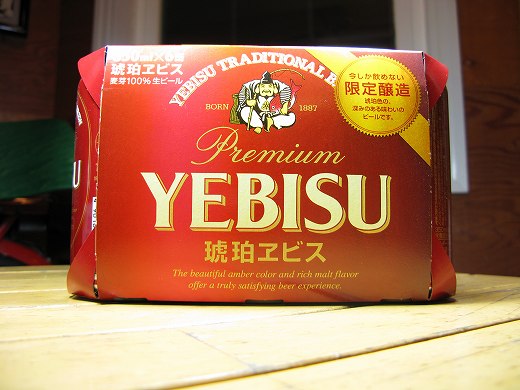 琥珀ヱビス
麦芽100%生ビール
YEBISU TRADITIONAL
BORN 1887
今しか飲めない
限定醸造
琥珀色の、
深みのある味わいの
ビールです。
Premium
YEBISU
琥珀ヱビス
The beautiful amber color and rich malt flavor
offer a truly satisfying beer experience.